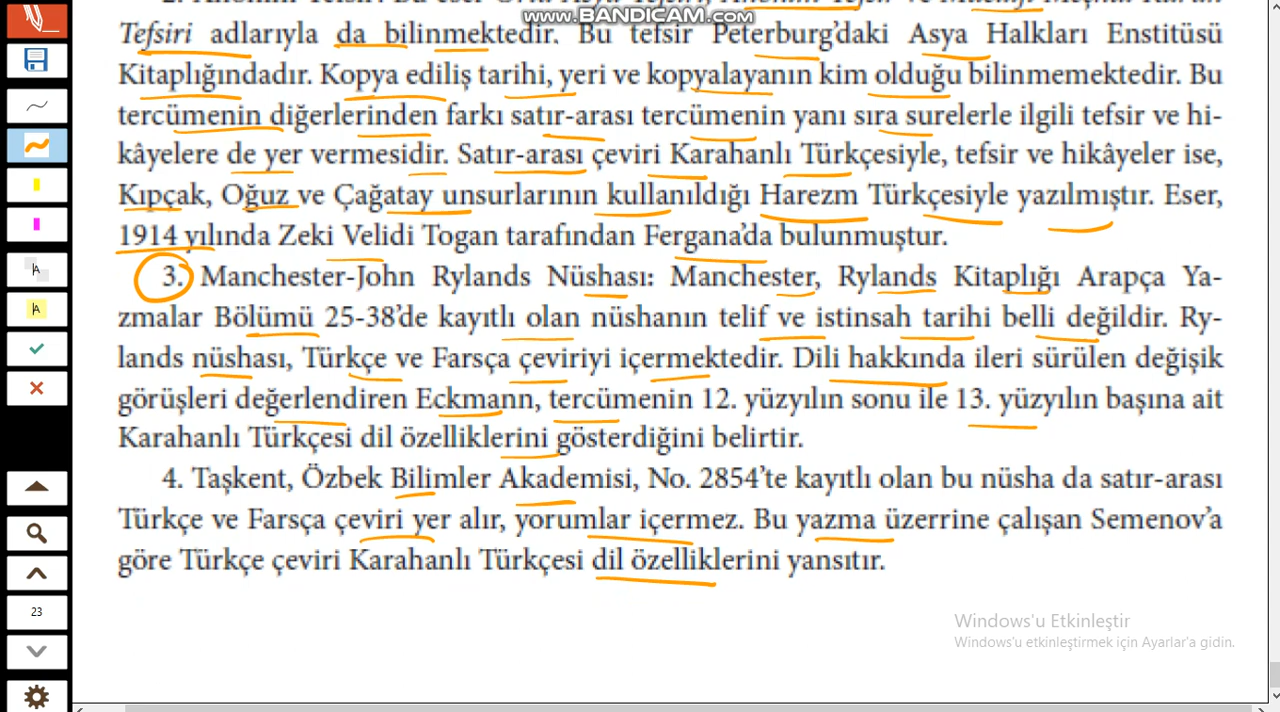 www.BANDICAM.com
Tefsiri adlarıyla da bilinmektedir. Bu tefsir Peterburg'daki Asya Halkları Enstitüsü
Kitaplığındadır. Kopya ediliş tarihi, yeri ve kopyalayanın kim olduğu bilinmemektedir. Bu
tercümenin diğerlerinden farkı satır-arası tercümenin yanı sıra surelerle ilgili tefsir ve hi-
kâyelere de yer vermesidir. Satır-arası çeviri Karahanlı Türkçesiyle, tefsir ve hikâyeler ise,
Kıpçak, Oğuz ve Çağatay unsurlarının kullanıldığı Harezm Türkçesiyle yazılmıştır. Eser,
1914 yılında Zeki Velidi Togan tarafından Fergana'da bulunmuştur.
3. Manchester-John Rylands Nüshası: Manchester, Rylands Kitaplığı Arapça Ya-
zmalar Bölümü 25-38'de kayıtlı olan nüshanın telif ve istinsah tarihi belli değildir. Ry-
lands nüshası, Türkçe ve Farsça çeviriyi içermektedir. Dili hakkında ileri sürülen değişik
görüşleri değerlendiren Eckmann, tercümenin 12. yüzyılın sonu ile 13. yüzyılın başına ait
Karahanlı Türkçesi dil özelliklerini gösterdiğini belirtir.
4. Taşkent, Özbek Bilimler Akademisi, No. 2854'te kayıtlı olan bu nüsha da satır-arası
Türkçe ve Farsça çeviri yer alır, yorumlar içermez. Bu yazma üzerine çalışan Semenov'a
göre Türkçe çeviri Karahanlı Türkçesi dil özelliklerini yansıtır.
23
Windows'u Etkinleştir
Windows'u etkinleştirmek için Ayarlar'a gidin.